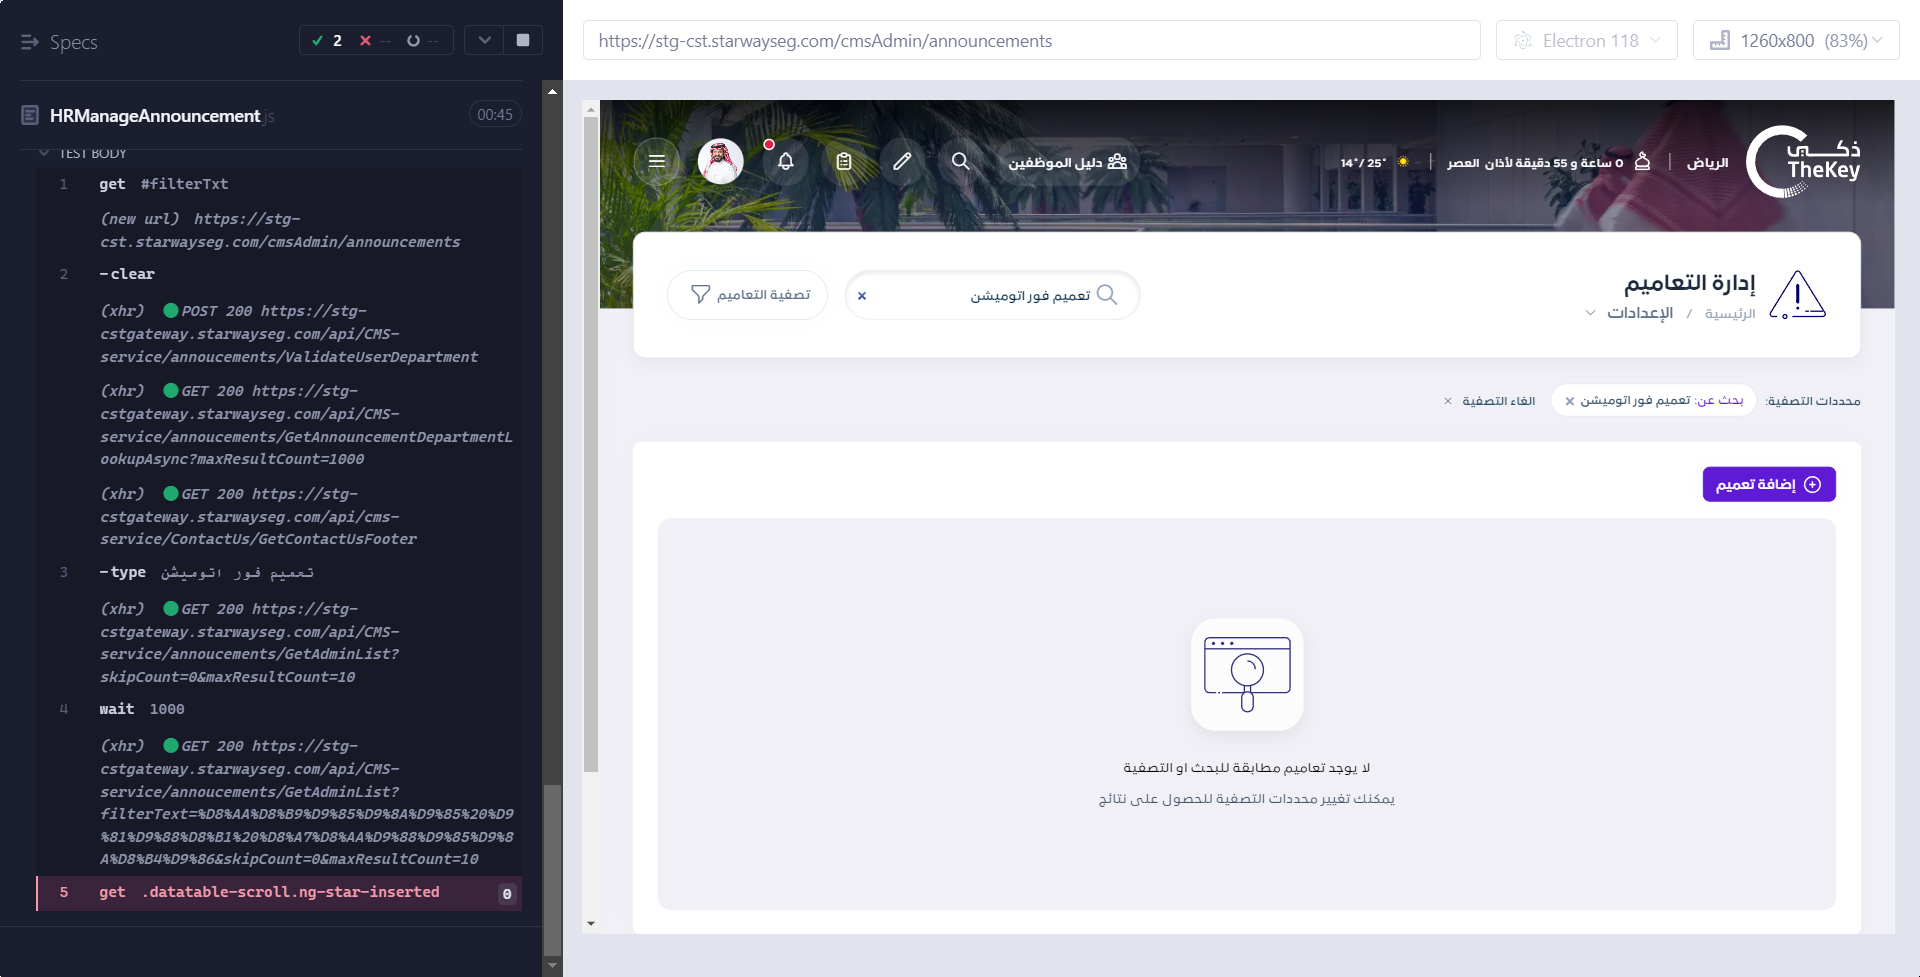 Specs
2
--
--
HRManageAnnouncement.js
00:45
TEST BODY
1 get #filterTxt
(new url) https://stg-
cst.starwayseg.com/cmsAdmin/announcements
2 -clear
(xhr) POST 200 https://stg-
cstgateway.starwayseg.com/api/CMS-
service/annoucements/ValidateUserDepartment
(xhr) GET 200 https://stg-
cstgateway.starwayseg.com/api/CMS-
service/annoucements/GetAnnouncementDepartmentL
ookupAsync?maxResultCount=1000
(xhr) GET 200 https://stg-
cstgateway.starwayseg.com/api/cms-
service/ContactUs/GetContactUsFooter
3 -type تعميم فور اتوميشن
(xhr) GET 200 https://stg-
cstgateway.starwayseg.com/api/CMS-
service/annoucements/GetAdminList?
skipCount=0&maxResultCount=10
4 wait 1000
(xhr) GET 200 https://stg-
cstgateway.starwayseg.com/api/CMS-
service/annoucements/GetAdminList?
filterText=%D8%AA%D8%B9%D9%85%D9%8A%D9%85%20%D9
%81%D9%88%D8%B1%20%D8%A7%D8%AA%D9%88%D9%85%D9%8
A%D8%B4%D9%86&skipCount=0&maxResultCount=10
5 get .datatable-scroll.ng-star-inserted 0
https://stg-cst.starwayseg.com/cmsAdmin/announcements
Electron 118
1260x800 (83%)
ذكي
TheKey
الرياض
0 ساعة و 55 دقيقة لأذان العصر
14°/ 25°
دليل الموظفين
إدارة التعاميم
الرئيسية / الإعدادات
تعميم فور اتوميشن
تصفية التعاميم
محددات التصفية:
بحث عن: تعميم فور اتوميشن ×
الغاء التصفية ×
إضافة تعميم
لا يوجد تعاميم مطابقة للبحث او التصفية
يمكنك تغيير محددات التصفية للحصول على نتائج